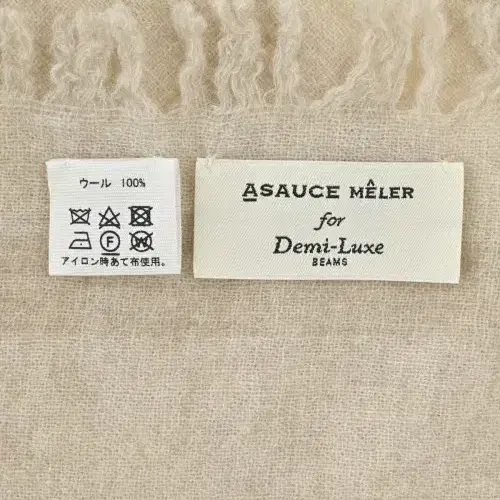 ウール 100%
F W
アイロン時あて布使用。
ASAUCE MÊLER
for
Demi-Luxe
BEAMS